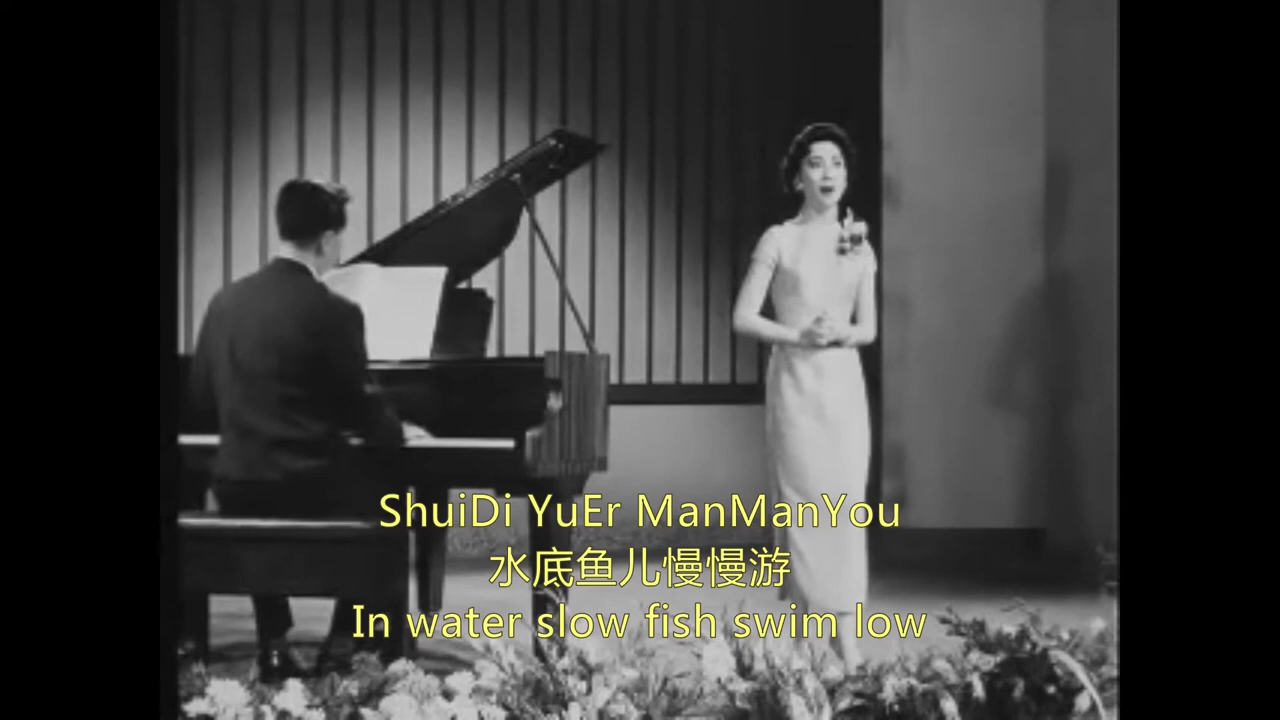 ShuiDi YuEr ManManYou
水底鱼儿慢慢游
In water slow fish swim low